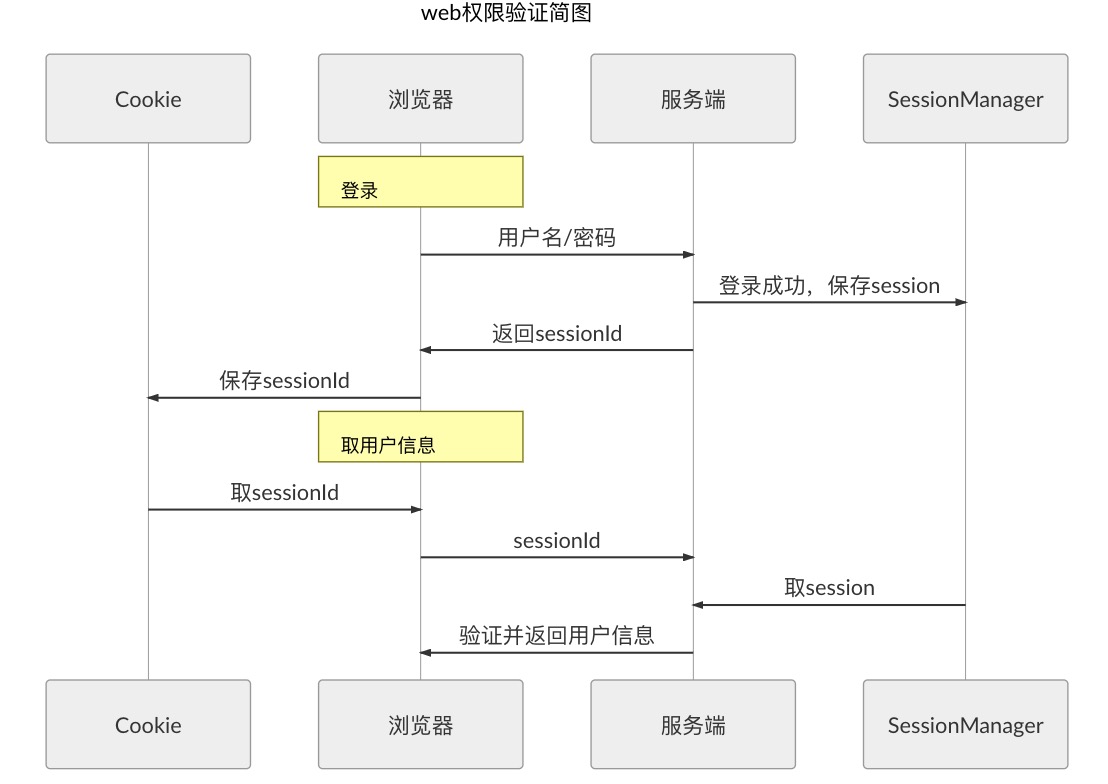 web权限验证简图
Cookie
浏览器
服务端
SessionManager
登录
用户名/密码
登录成功，保存session
返回sessionId
保存sessionId
取用户信息
取sessionId
sessionId
取session
验证并返回用户信息
Cookie
浏览器
服务端
SessionManager